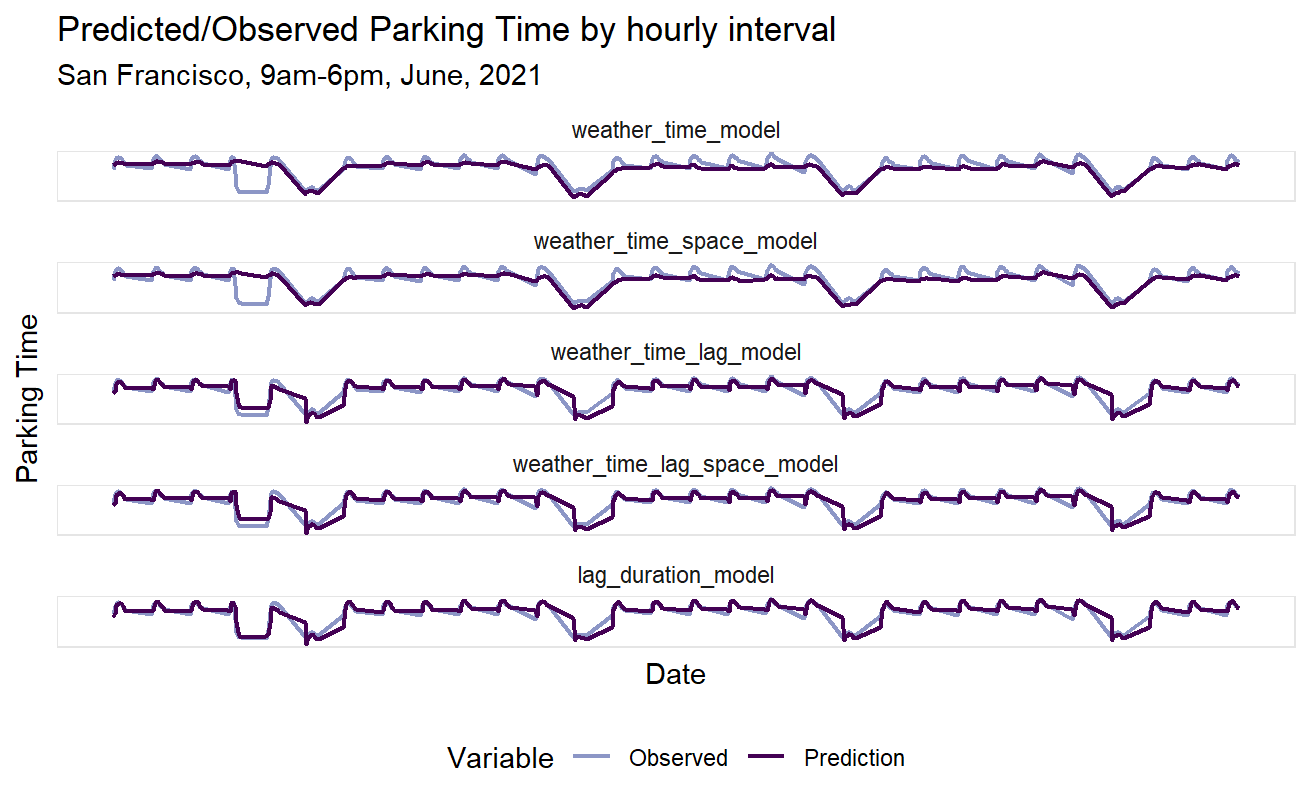 Predicted/Observed Parking Time by hourly interval
San Francisco, 9am-6pm, June, 2021
weather_time_model
weather_time_space_model
weather_time_lag_model
weather_time_lag_space_model
lag_duration_model
Parking Time
Date
Variable Observed Prediction